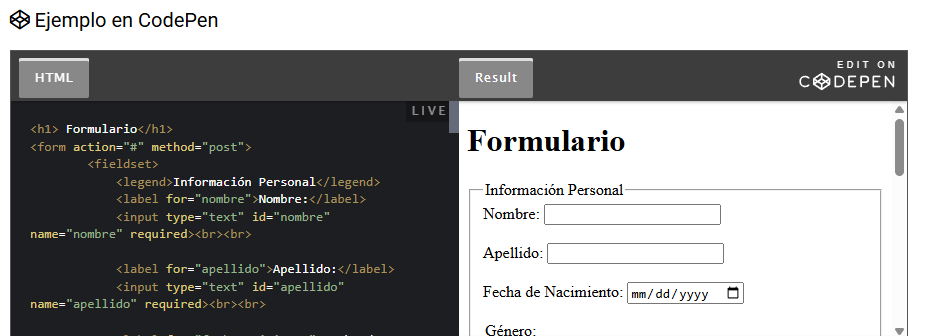 Ejemplo en CodePen
HTML
Result
EDIT ON
CODEPEN
LIVE
<h1> Formulario</h1>
<form action="#" method="post">
<fieldset>
<legend>Información Personal</legend>
<label for="nombre">Nombre:</label>
<input type="text" id="nombre"
name="nombre" required><br><br>
<label for="apellido">Apellido:</label>
<input type="text" id="apellido"
name="apellido" required><br><br>
Formulario
Información Personal
Nombre:
Apellido:
Fecha de Nacimiento: mm/dd/yyyy
Género: